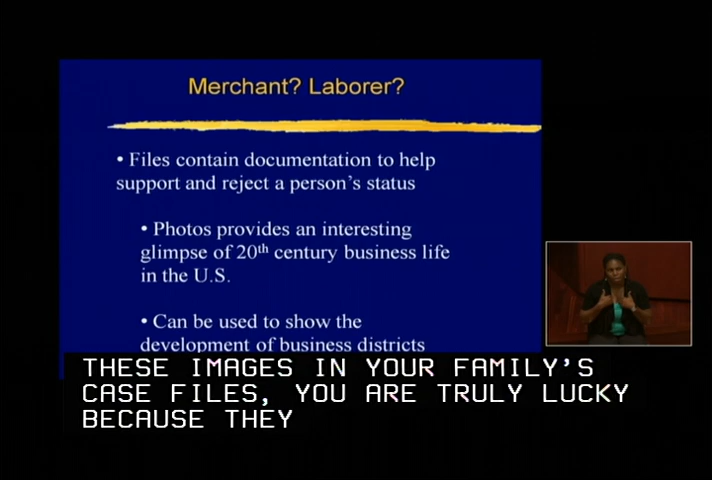 Merchant? Laborer?
• Files contain documentation to help
support and reject a person's status
• Photos provides an interesting
glimpse of 20th century business life
in the U.S.
• Can be used to show the
development of business districts
THESE IMAGES IN YOUR FAMILY'S
CASE FILES, YOU ARE TRULY LUCKY
BECAUSE THEY